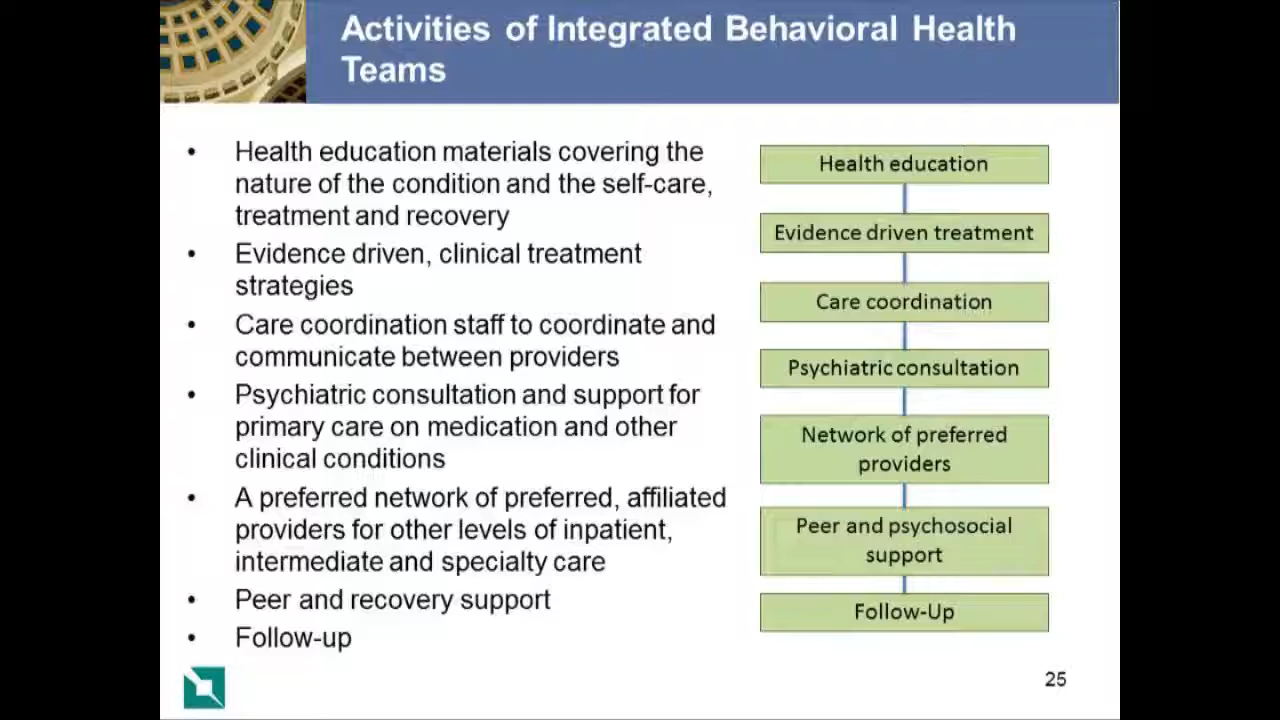 Activities of Integrated Behavioral Health
Teams
• Health education materials covering the
nature of the condition and the self-care,
treatment and recovery
• Evidence driven, clinical treatment
strategies
• Care coordination staff to coordinate and
communicate between providers
• Psychiatric consultation and support for
primary care on medication and other
clinical conditions
• A preferred network of preferred, affiliated
providers for other levels of inpatient,
intermediate and specialty care
• Peer and recovery support
• Follow-up
Health education
Evidence driven treatment
Care coordination
Psychiatric consultation
Network of preferred
providers
Peer and psychosocial
support
Follow-Up
25